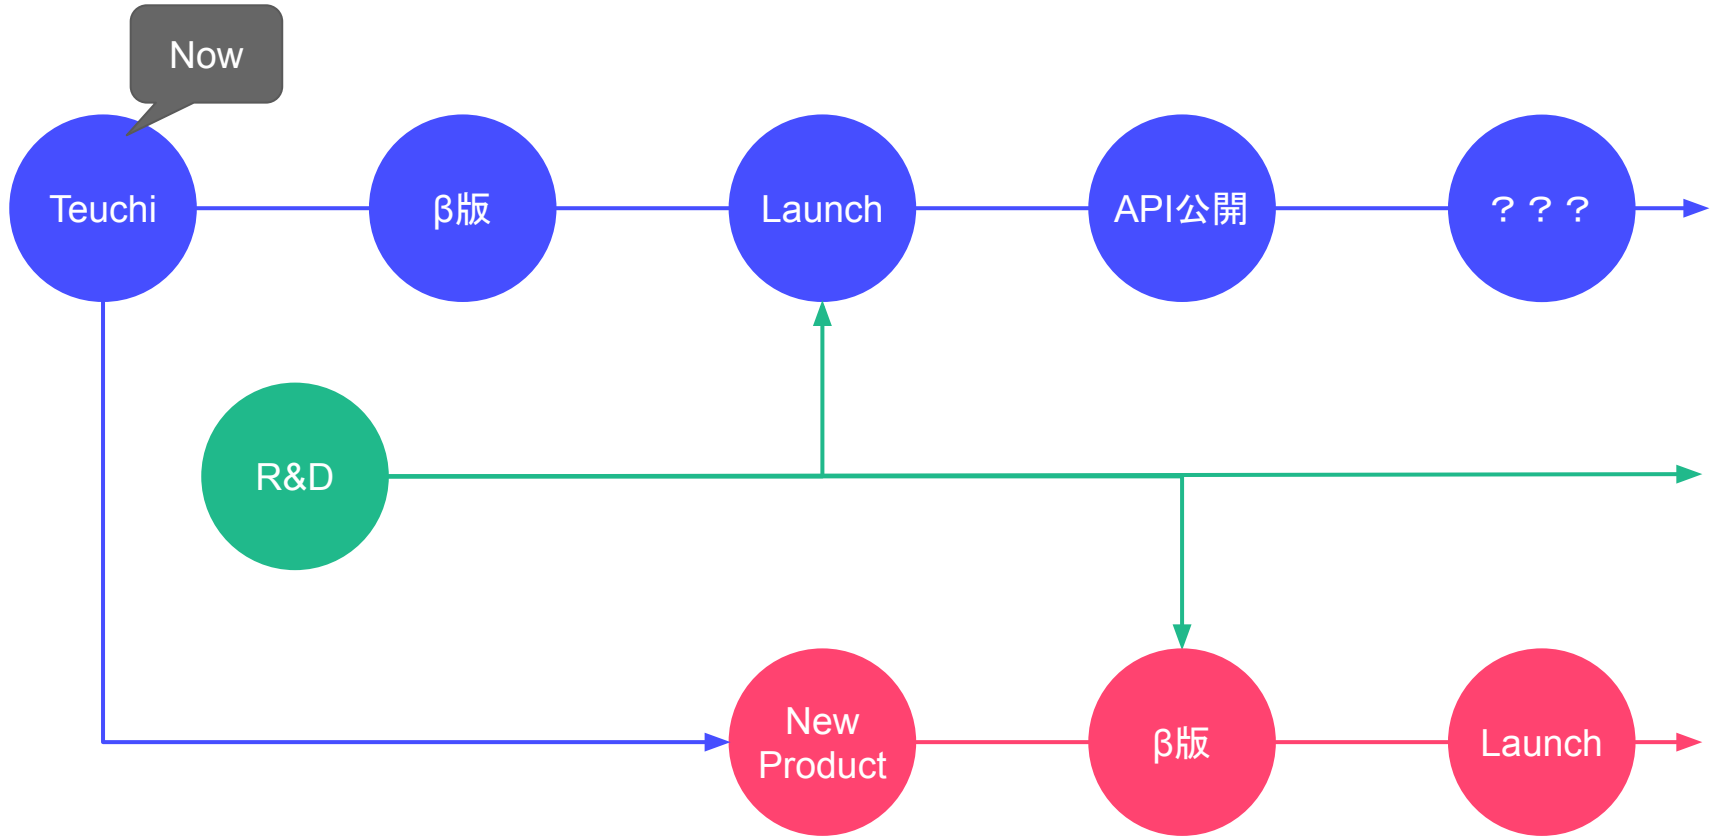 Now
Teuchi
β版
Launch
API公開
？？？
R&D
New
Product
β版
Launch